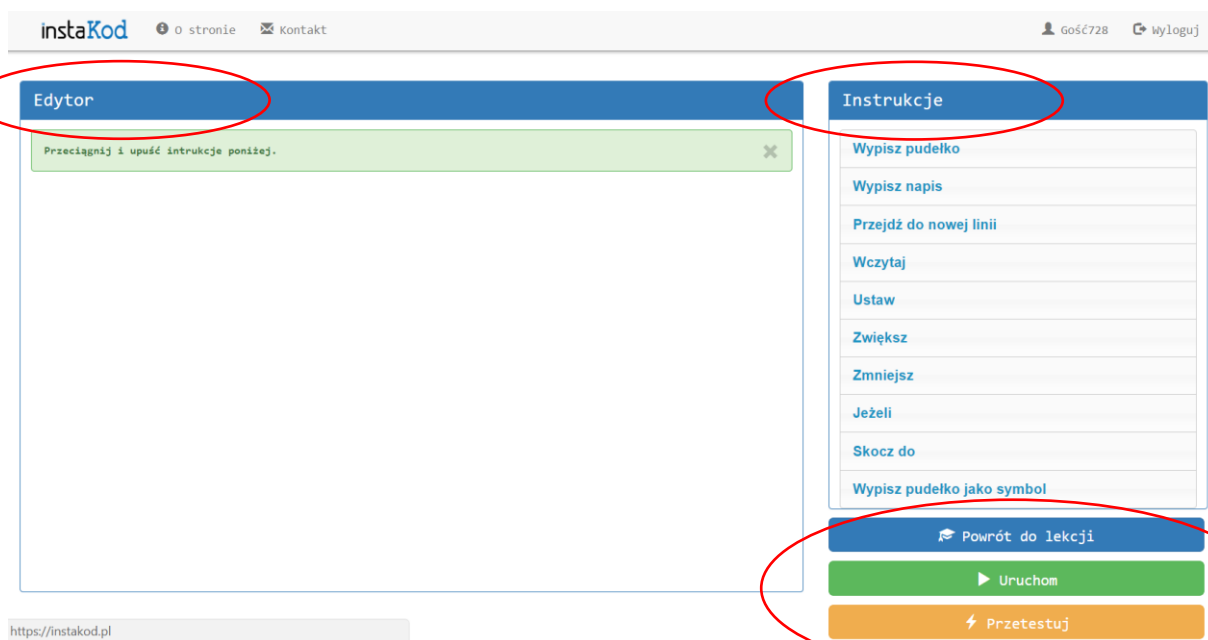 instaKod O stronie Kontakt Gość728 Wyloguj
Edytor
Przeciągnij i upuść intrukcje poniżej.
Instrukcje
Wypisz pudełko
Wypisz napis
Przejdź do nowej linii
Wczytaj
Ustaw
Zwiększ
Zmniejsz
Jeżeli
Skocz do
Wypisz pudełko jako symbol
Powrót do lekcji
Uruchom
Przetestuj
https://instakod.pl